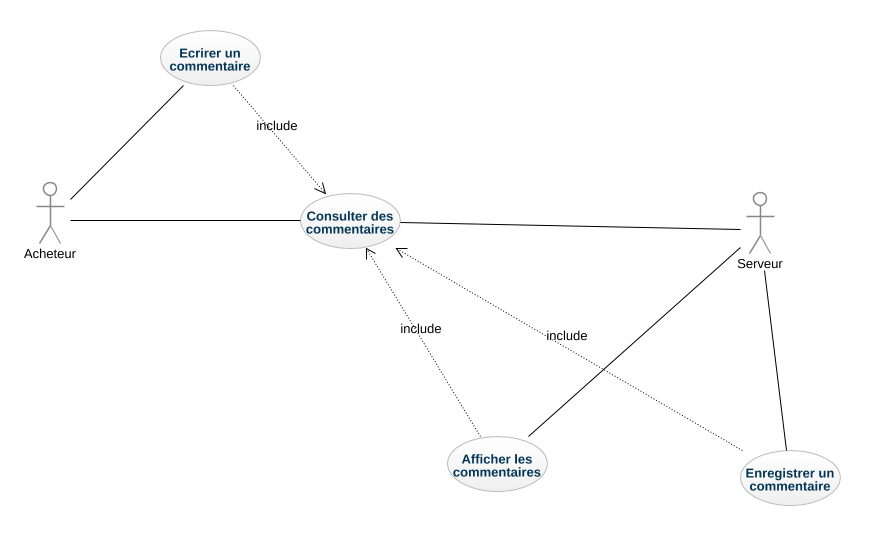 Ecrirer un
commentaire
include
Consulter des
commentaires
Acheteur
Serveur
include
include
Afficher les
commentaires
Enregistrer un
commentaire